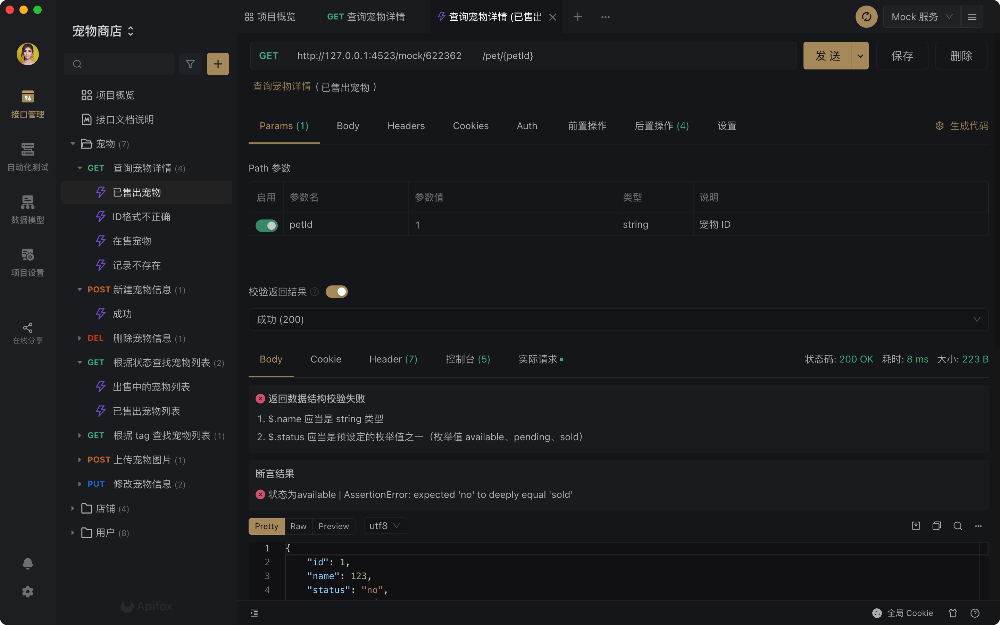 项目概览
GET 查询宠物详情
查询宠物详情 (已售出
Mock 服务
宠物商店
GET http://127.0.0.1:4523/mock/622362 /pet/{petId}
发 送
保存
删除
查询宠物详情 ( 已售出宠物 )
接口管理
自动化测试
数据模型
项目设置
在线分享
项目概览
接口文档说明
宠物 (7)
GET 查询宠物详情 (4)
已售出宠物
ID格式不正确
在售宠物
记录不存在
POST 新建宠物信息 (1)
成功
DEL 删除宠物信息 (1)
GET 根据状态查找宠物列表 (2)
出售中的宠物列表
已售出宠物列表
GET 根据 tag 查找宠物列表 (1)
POST 上传宠物图片 (1)
PUT 修改宠物信息 (2)
店铺 (4)
用户 (8)
Apifox
Params (1) Body Headers Cookies Auth 前置操作 后置操作 (4) 设置 生成代码
Path 参数
启用 参数名 参数值 类型 说明
petId 1 string 宠物 ID
校验返回结果
成功 (200)
Body Cookie Header (7) 控制台 (5) 实际请求 状态码: 200 OK 耗时: 8 ms 大小: 223 B
返回数据结构校验失败
1. $.name 应当是 string 类型
2. $.status 应当是预设定的枚举值之一（枚举值 available、pending、sold）
断言结果
状态为available | AssertionError: expected 'no' to deeply equal 'sold'
Pretty Raw Preview utf8
1 {
2 "id": 1,
3 "name": 123,
4 "status": "no",
全局 Cookie